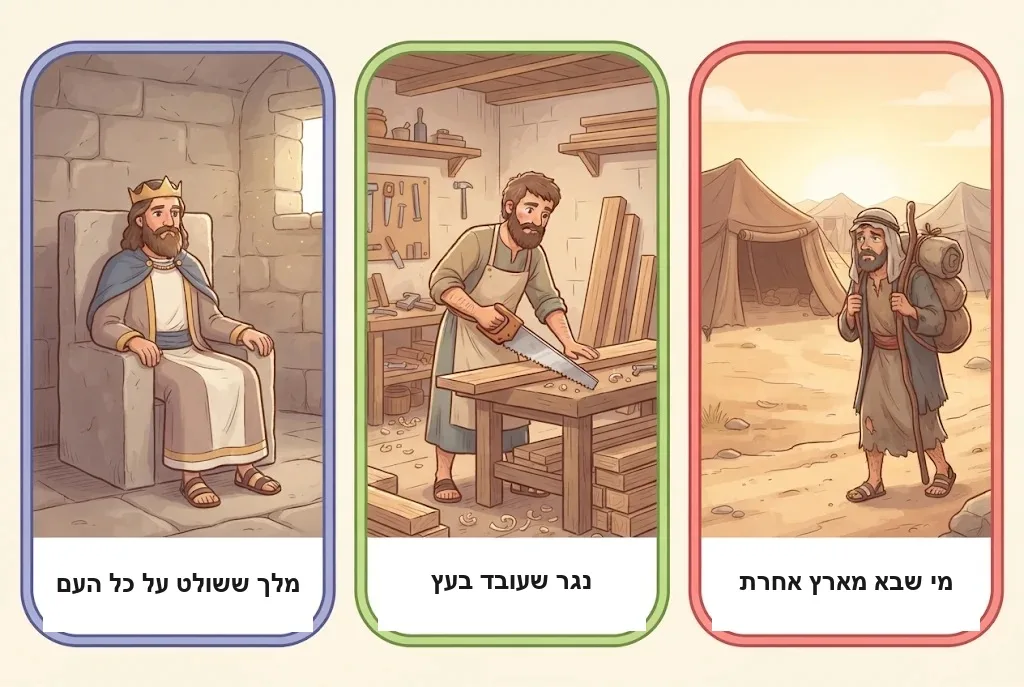 מי שבא מארץ אחרת
נגר שעובד בעץ
מלך ששולט על כל העם